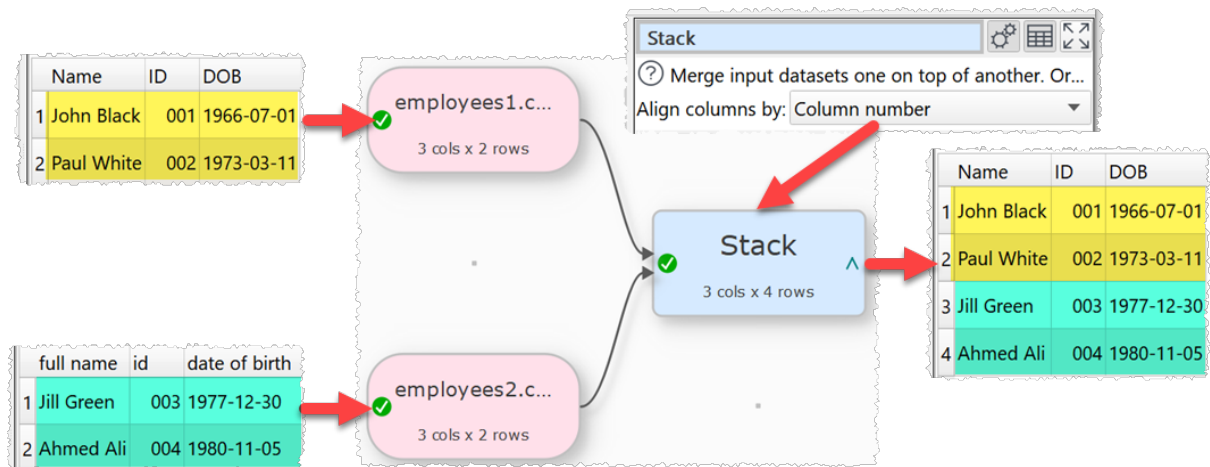 Stack
? Merge input datasets one on top of another. Or...
Align columns by: Column number
Name ID DOB
1 John Black 001 1966-07-01
2 Paul White 002 1973-03-11
employees1.c...
3 cols x 2 rows
Stack
3 cols x 4 rows
Name ID DOB
1 John Black 001 1966-07-01
2 Paul White 002 1973-03-11
3 Jill Green 003 1977-12-30
4 Ahmed Ali 004 1980-11-05
full name id date of birth
1 Jill Green 003 1977-12-30
2 Ahmed Ali 004 1980-11-05
employees2.c...
3 cols x 2 rows